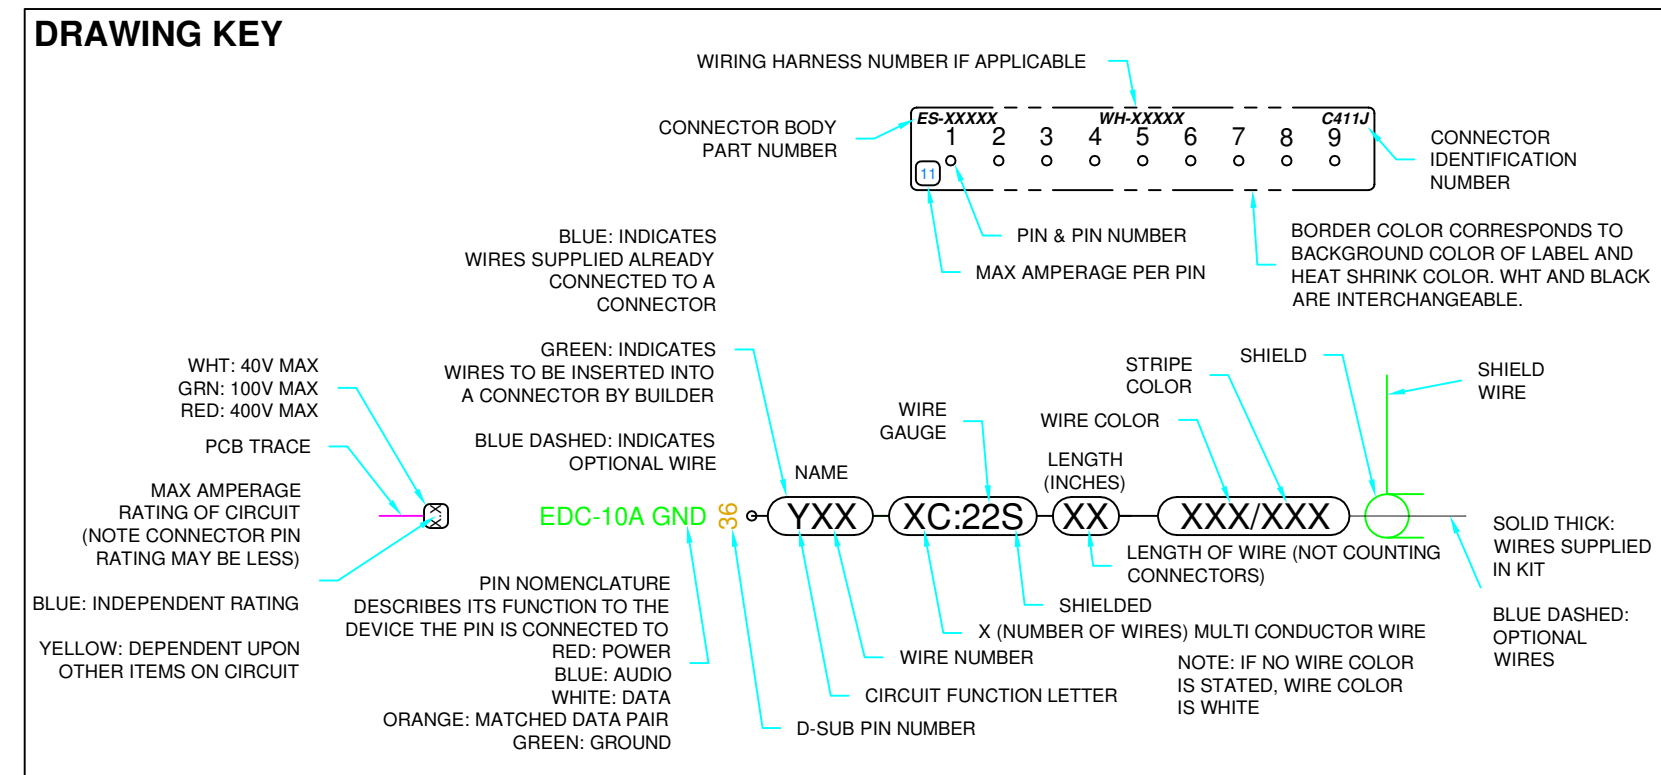 DRAWING KEY
WIRING HARNESS NUMBER IF APPLICABLE
CONNECTOR BODY
PART NUMBER
ES-XXXXX
WH-XXXXX
C411J
1 2 3 4 5 6 7 8 9
11
CONNECTOR
IDENTIFICATION
NUMBER
PIN & PIN NUMBER
MAX AMPERAGE PER PIN
BORDER COLOR CORRESPONDS TO
BACKGROUND COLOR OF LABEL AND
HEAT SHRINK COLOR. WHT AND BLACK
ARE INTERCHANGEABLE.
BLUE: INDICATES
WIRES SUPPLIED ALREADY
CONNECTED TO A
CONNECTOR
GREEN: INDICATES
WIRES TO BE INSERTED INTO
A CONNECTOR BY BUILDER
BLUE DASHED: INDICATES
OPTIONAL WIRE
WHT: 40V MAX
GRN: 100V MAX
RED: 400V MAX
PCB TRACE
MAX AMPERAGE
RATING OF CIRCUIT
(NOTE CONNECTOR PIN
RATING MAY BE LESS)
BLUE: INDEPENDENT RATING
YELLOW: DEPENDENT UPON
OTHER ITEMS ON CIRCUIT
X.X
EDC-10A GND
36
NAME
YXX
WIRE
GAUGE
XC:22S
LENGTH
(INCHES)
XX
WIRE COLOR
STRIPE
COLOR
XXX/XXX
SHIELD
SHIELD
WIRE
LENGTH OF WIRE (NOT COUNTING
CONNECTORS)
SHIELDED
X (NUMBER OF WIRES) MULTI CONDUCTOR WIRE
WIRE NUMBER
CIRCUIT FUNCTION LETTER
D-SUB PIN NUMBER
PIN NOMENCLATURE
DESCRIBES ITS FUNCTION TO THE
DEVICE THE PIN IS CONNECTED TO
RED: POWER
BLUE: AUDIO
WHITE: DATA
ORANGE: MATCHED DATA PAIR
GREEN: GROUND
NOTE: IF NO WIRE COLOR
IS STATED, WIRE COLOR
IS WHITE
SOLID THICK:
WIRES SUPPLIED
IN KIT
BLUE DASHED:
OPTIONAL
WIRES